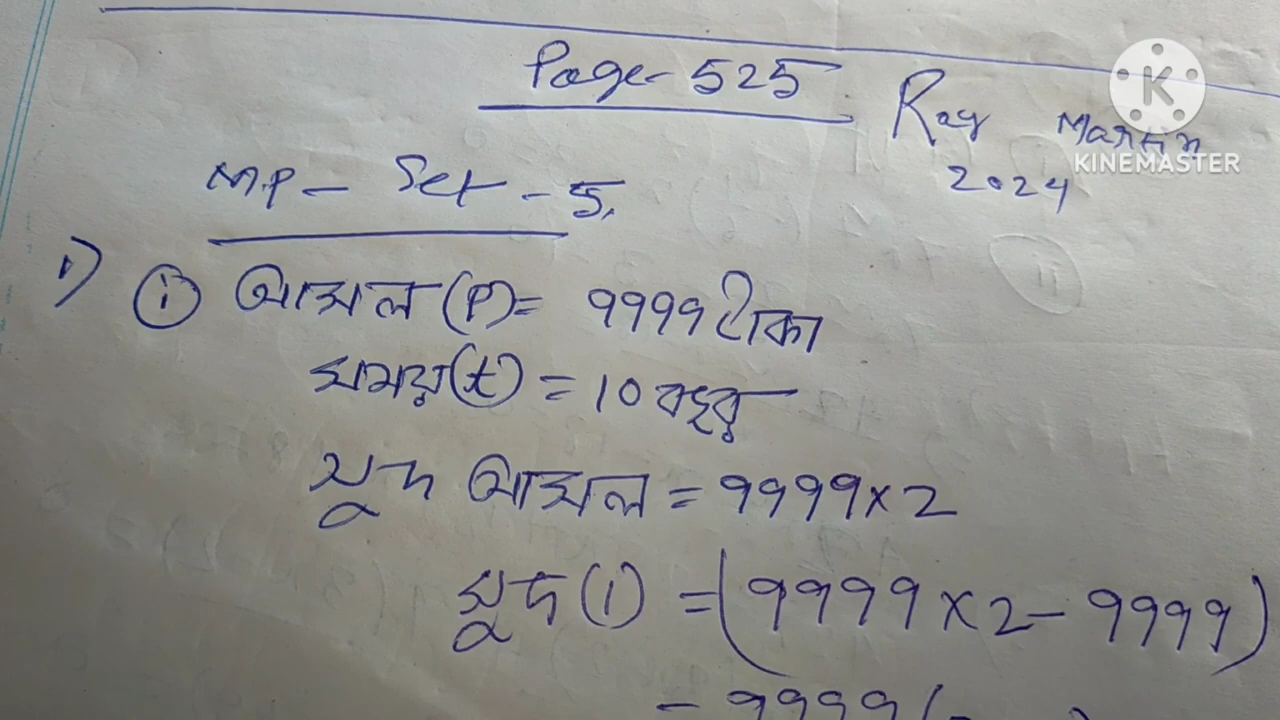 Page - 525
Ray Martin
2024
M.P - Set - 5.
1) i আসল (P) = 9999 টাকা
সময় (t) = 10 বছর
সুদ আসল = 9999 × 2
সুদ (I) = (9999 × 2 - 9999)
= 9999 (
K
KINEMASTER